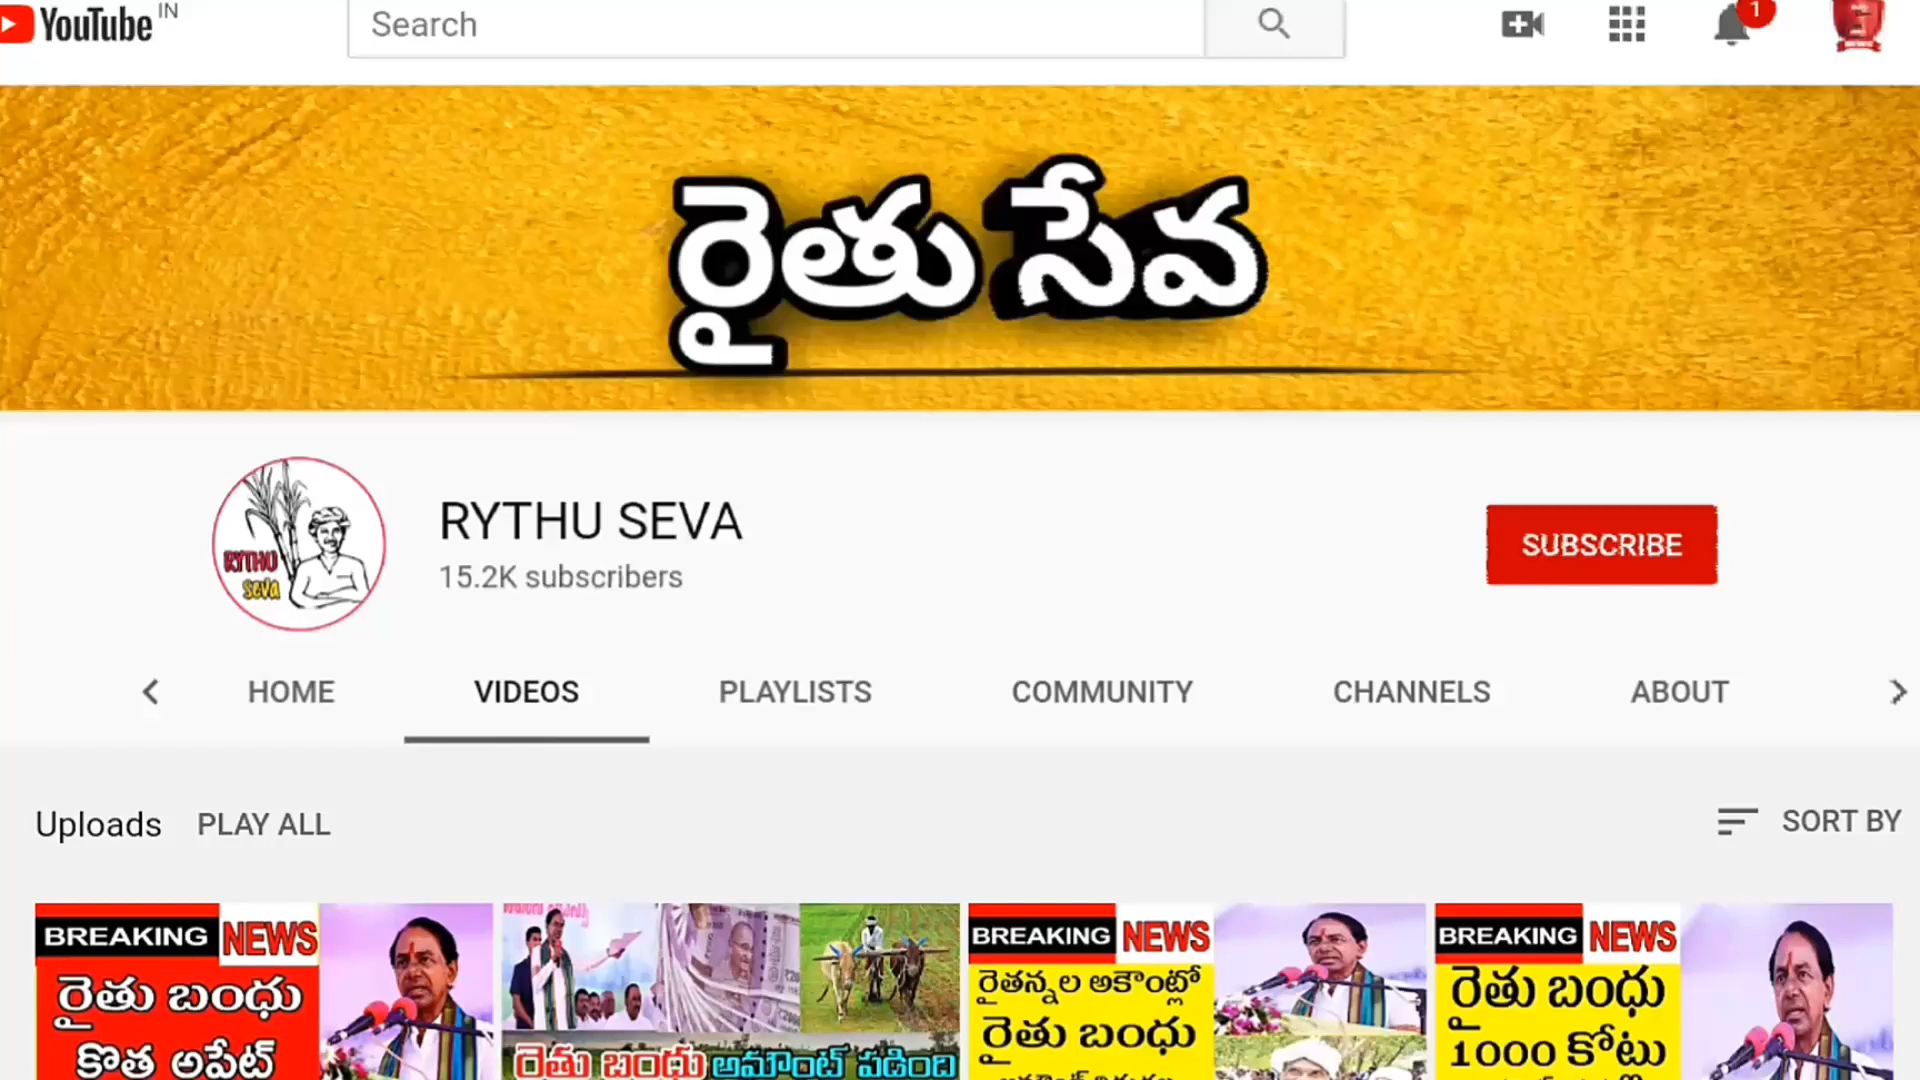 YouTube IN
Search
1
రైతు సేవ
RYTHU
seva
RYTHU SEVA
15.2K subscribers
SUBSCRIBE
HOME VIDEOS PLAYLISTS COMMUNITY CHANNELS ABOUT
Uploads PLAY ALL
SORT BY
BREAKING NEWS
రైతు బంధు
కొత్త అప్డేట్
రైతు బంధు అమౌంట్ పడింది
BREAKING NEWS
రైతన్నల అకౌంట్లో
రైతు బంధు
BREAKING NEWS
రైతు బంధు
1000 కోట్లు